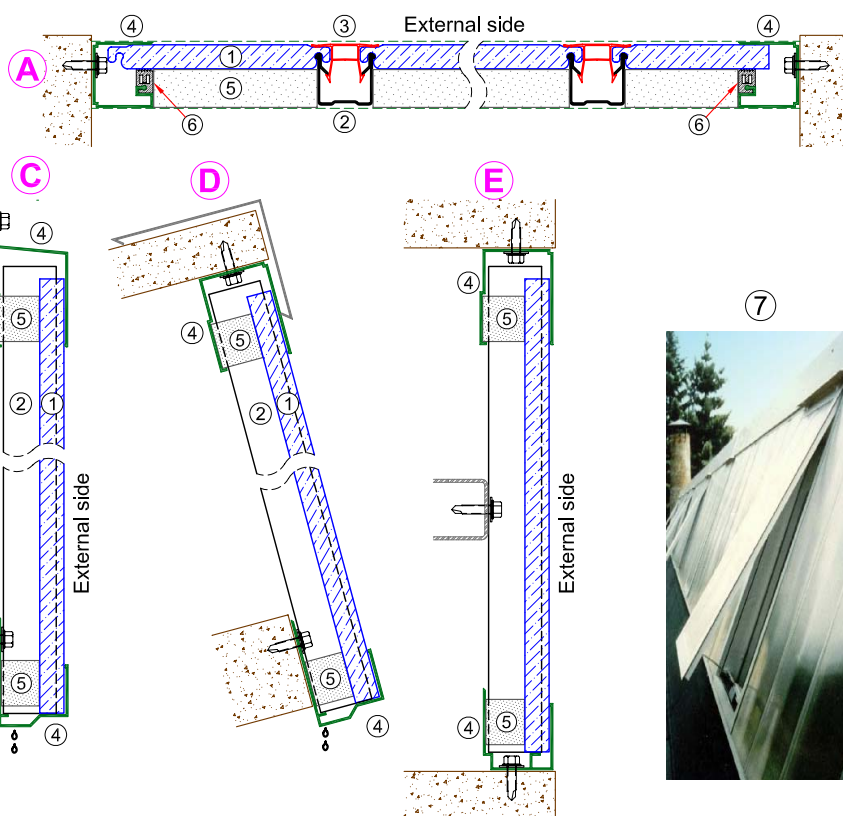 External side
④ ③ ④
A ① ⑤ ② ⑥ ⑥
C D E
④ ④ ④ ⑦
⑤ ⑤ ⑤
② ① ② ①
External side
External side
⑤ ⑤ ⑤
④ ④ ④